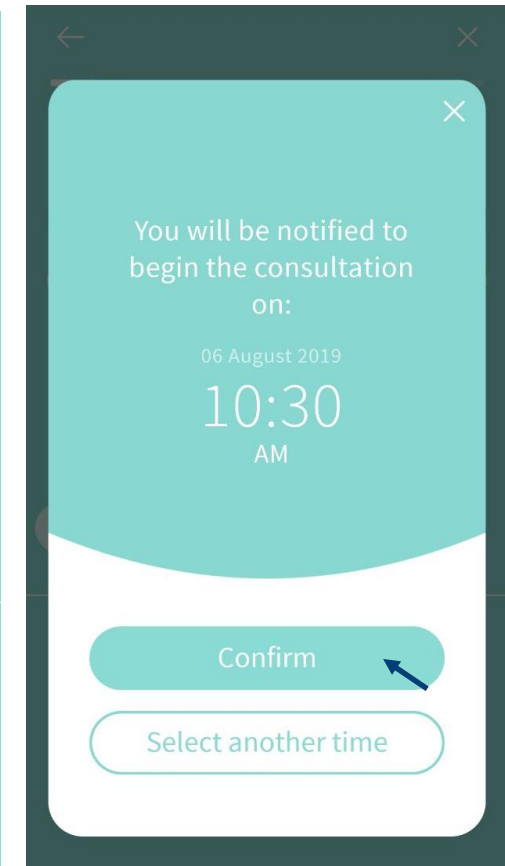 You will be notified to
begin the consultation
on:
06 August 2019
10:30
AM
Confirm
Select another time